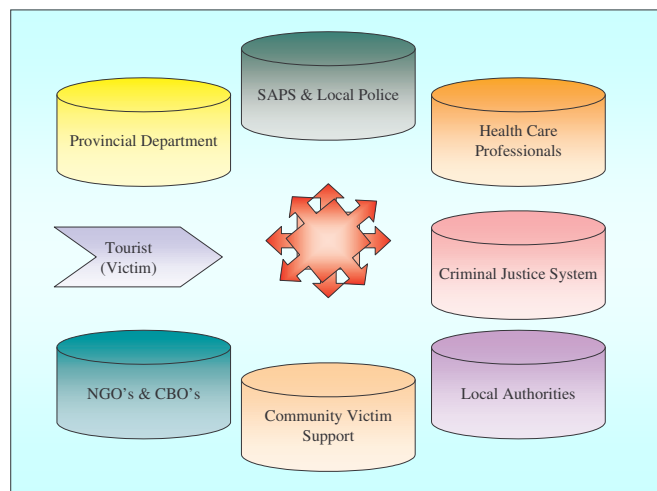 SAPS & Local Police
Provincial Department
Health Care
Professionals
Tourist
(Victim)
Criminal Justice System
NGO's & CBO's
Community Victim
Support
Local Authorities